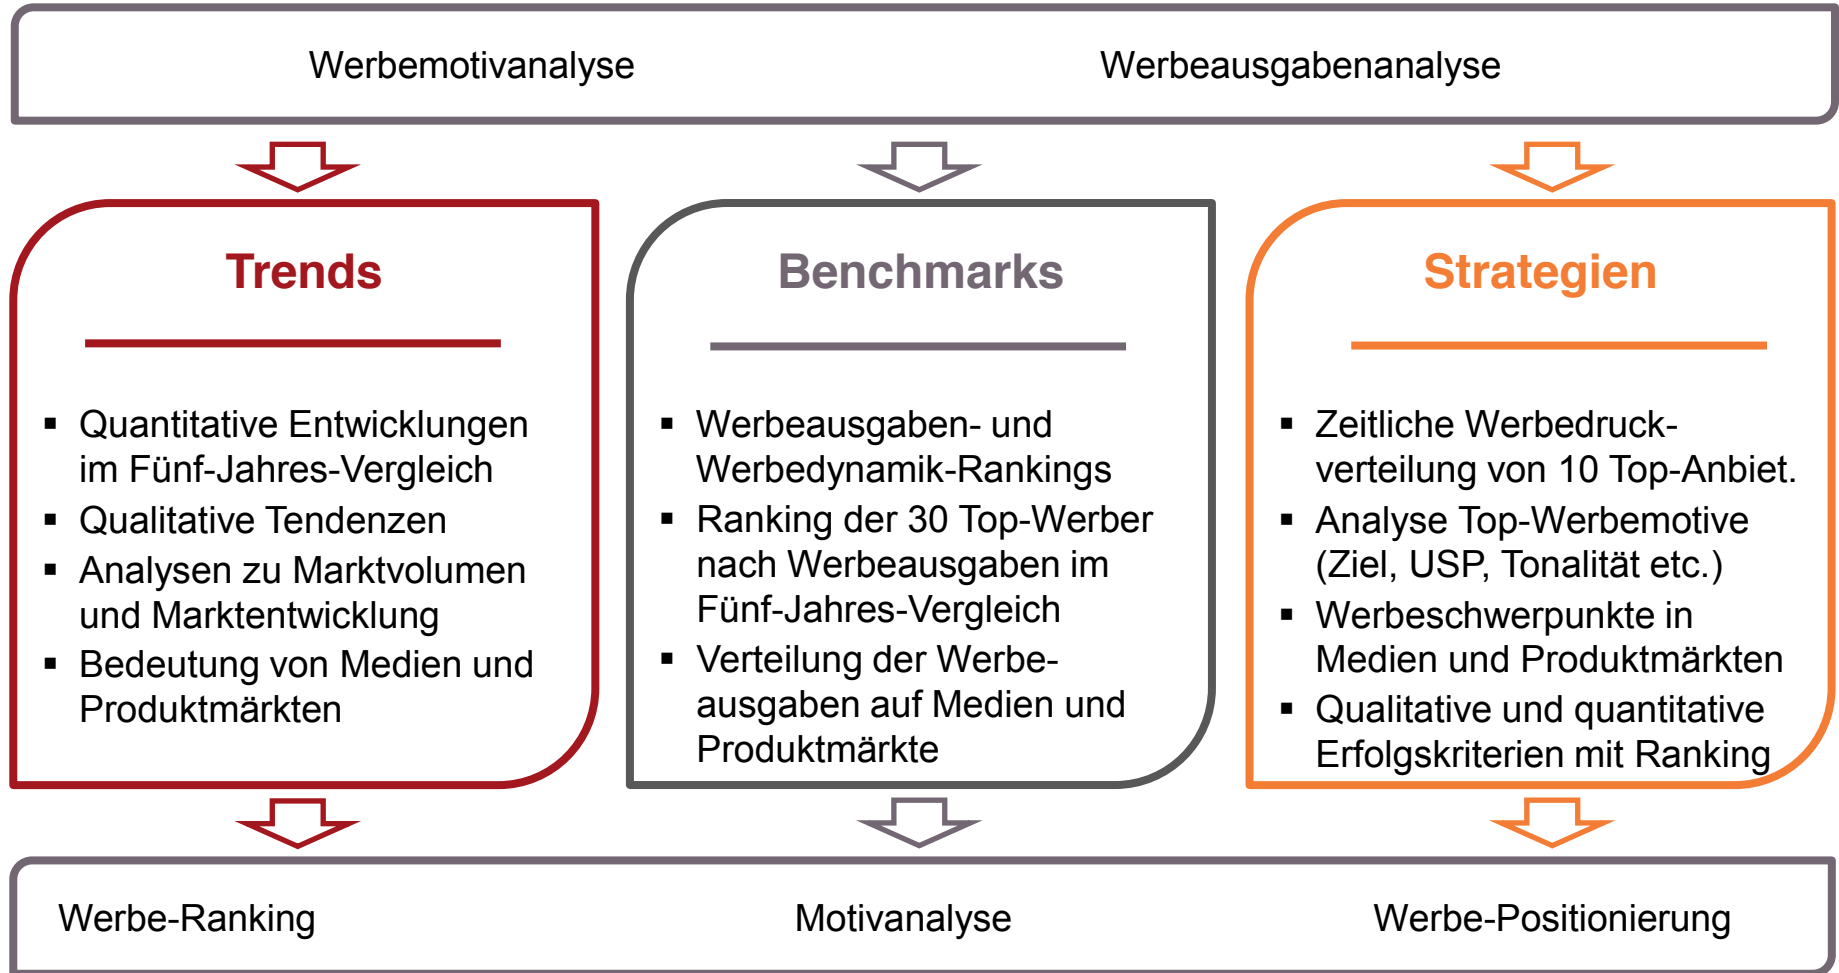 Werbemotivanalyse
Werbeausgabenanalyse
Trends
▪ Quantitative Entwicklungen
im Fünf-Jahres-Vergleich
▪ Qualitative Tendenzen
▪ Analysen zu Marktvolumen
und Marktentwicklung
▪ Bedeutung von Medien und
Produktmärkten
Benchmarks
▪ Werbeausgaben- und
Werbedynamik-Rankings
▪ Ranking der 30 Top-Werber
nach Werbeausgaben im
Fünf-Jahres-Vergleich
▪ Verteilung der Werbe-
ausgaben auf Medien und
Produktmärkte
Strategien
▪ Zeitliche Werbedruck-
verteilung von 10 Top-Anbiet.
▪ Analyse Top-Werbemotive
(Ziel, USP, Tonalität etc.)
▪ Werbeschwerpunkte in
Medien und Produktmärkten
▪ Qualitative und quantitative
Erfolgskriterien mit Ranking
Werbe-Ranking
Motivanalyse
Werbe-Positionierung